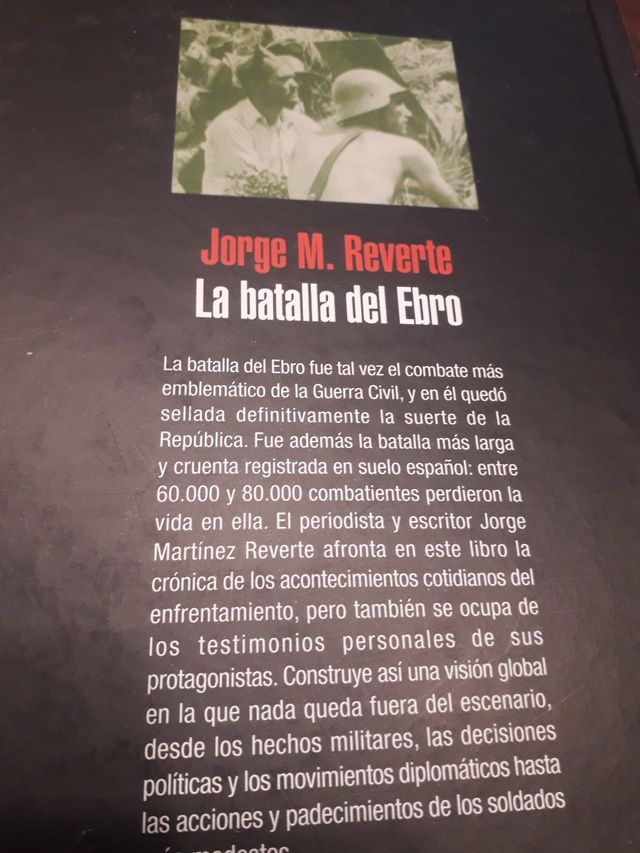 Jorge M. Reverte
La batalla del Ebro
La batalla del Ebro fue tal vez el combate más
emblemático de la Guerra Civil, y en él quedó
sellada definitivamente la suerte de la
República. Fue además la batalla más larga
y cruenta registrada en suelo español: entre
60.000 y 80.000 combatientes perdieron la
vida en ella. El periodista y escritor Jorge
Martínez Reverte afronta en este libro la
crónica de los acontecimientos cotidianos del
enfrentamiento, pero también se ocupa de
los testimonios personales de sus
protagonistas. Construye así una visión global
en la que nada queda fuera del escenario,
desde los hechos militares, las decisiones
políticas y los movimientos diplomáticos hasta
las acciones y padecimientos de los soldados
más modestos.